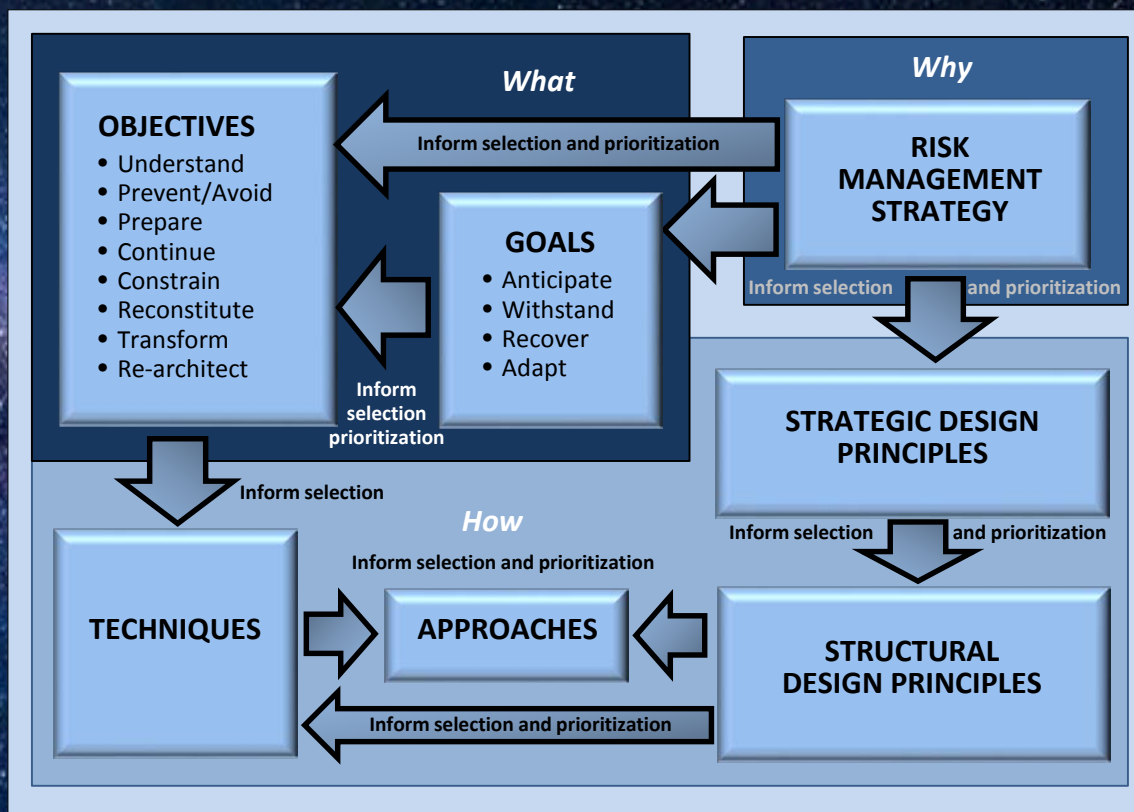 What
Why
OBJECTIVES
• Understand
• Prevent/Avoid
• Prepare
• Continue
• Constrain
• Reconstitute
• Transform
• Re-architect
Inform selection and prioritization
RISK
MANAGEMENT
STRATEGY
GOALS
• Anticipate
• Withstand
• Recover
• Adapt
Inform selection and prioritization
Inform
selection
prioritization
STRATEGIC DESIGN
PRINCIPLES
Inform selection
How
Inform selection and prioritization
Inform selection and prioritization
TECHNIQUES
APPROACHES
STRUCTURAL
DESIGN PRINCIPLES
Inform selection and prioritization